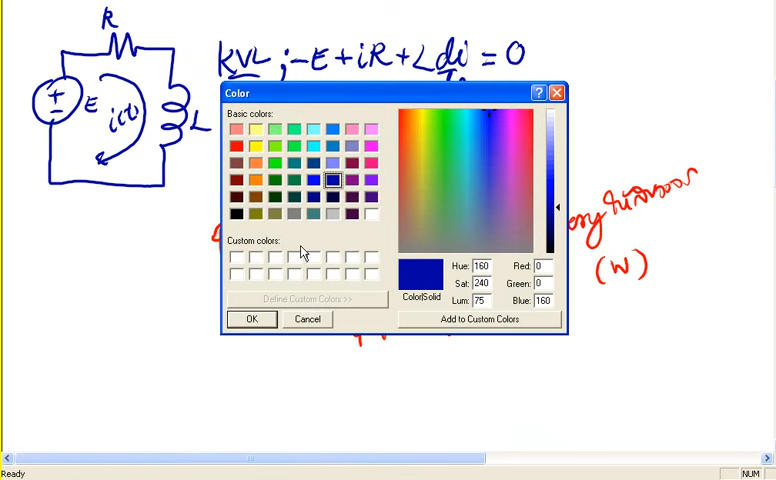 R
KVL ; -E + iR + L di = 0
+
-
E
i(t)
L
Color
Basic colors:
Custom colors:
Define Custom Colors >>
OK
Cancel
Color|Solid
Hue: 160
Sat: 240
Lum: 75
Red: 0
Green: 0
Blue: 160
Add to Custom Colors
(W)
Ready
NUM